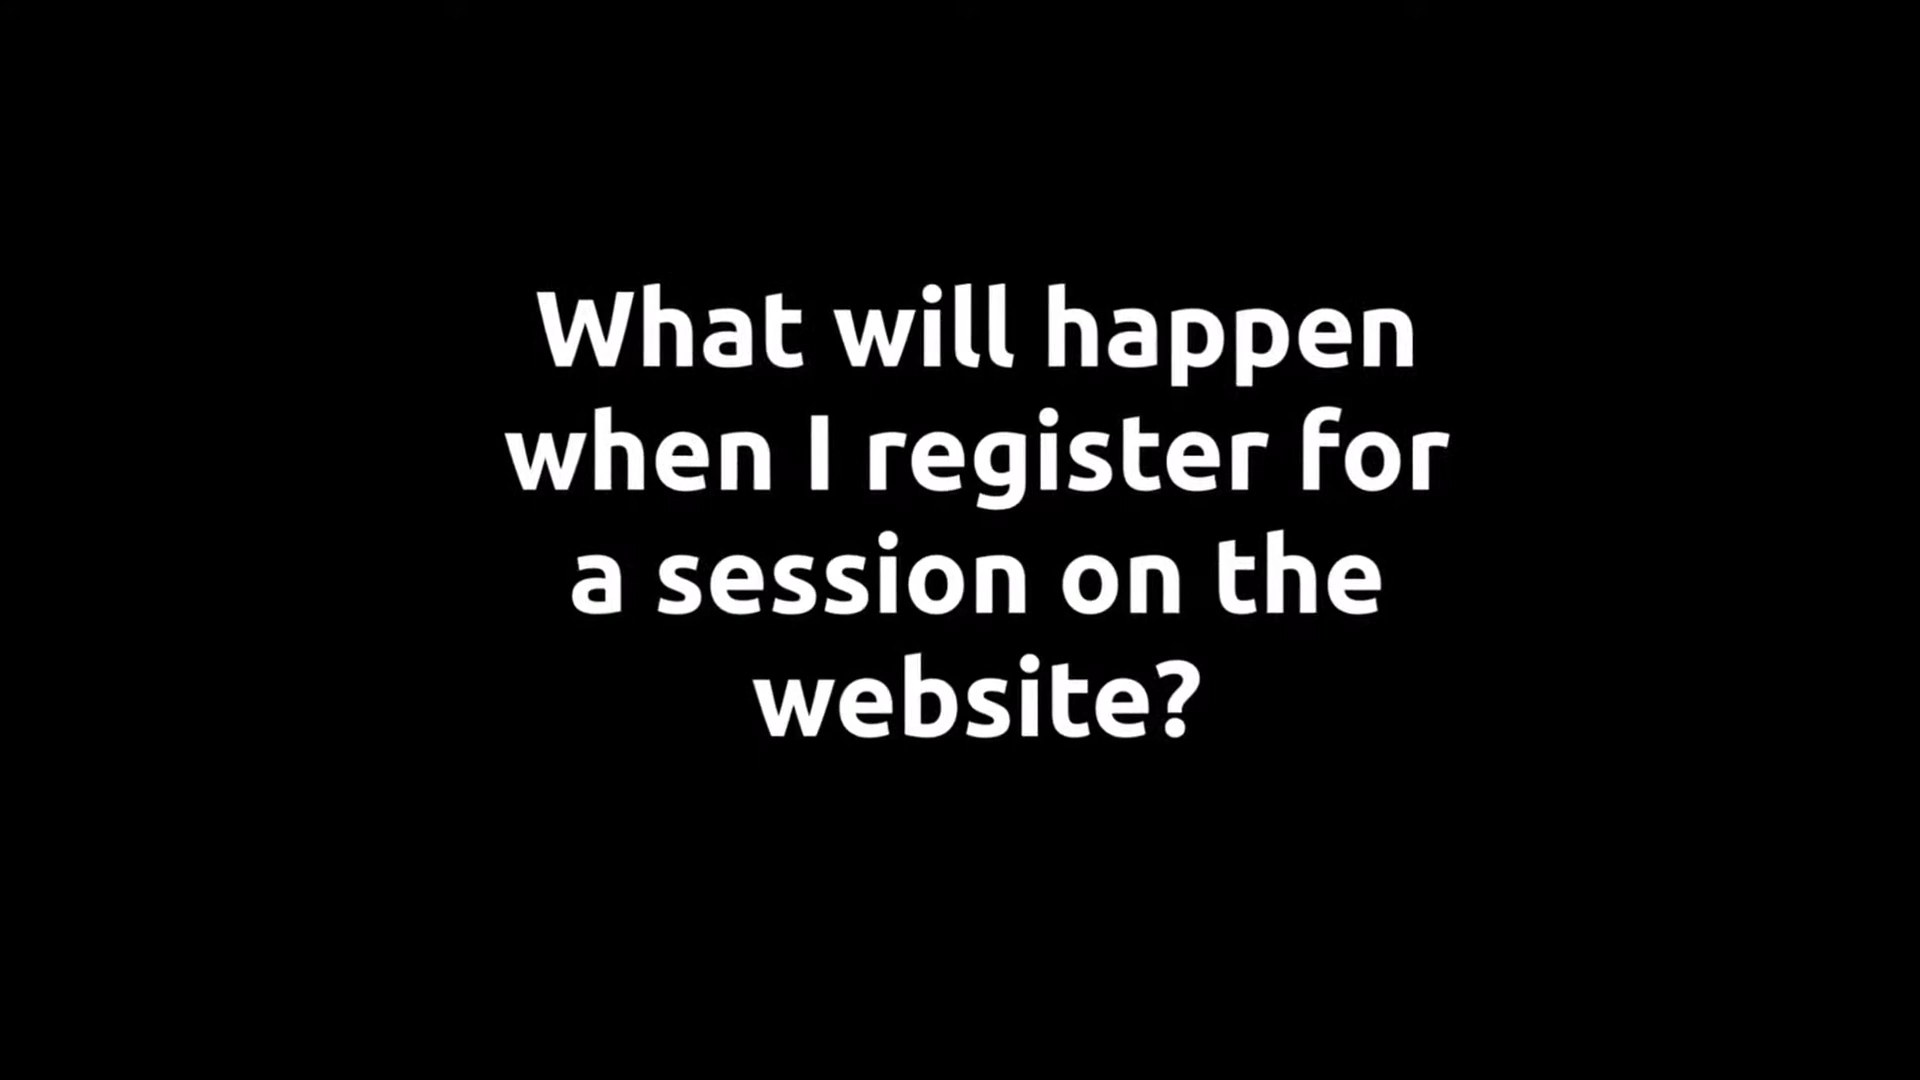 What will happen
when I register for
a session on the
website?